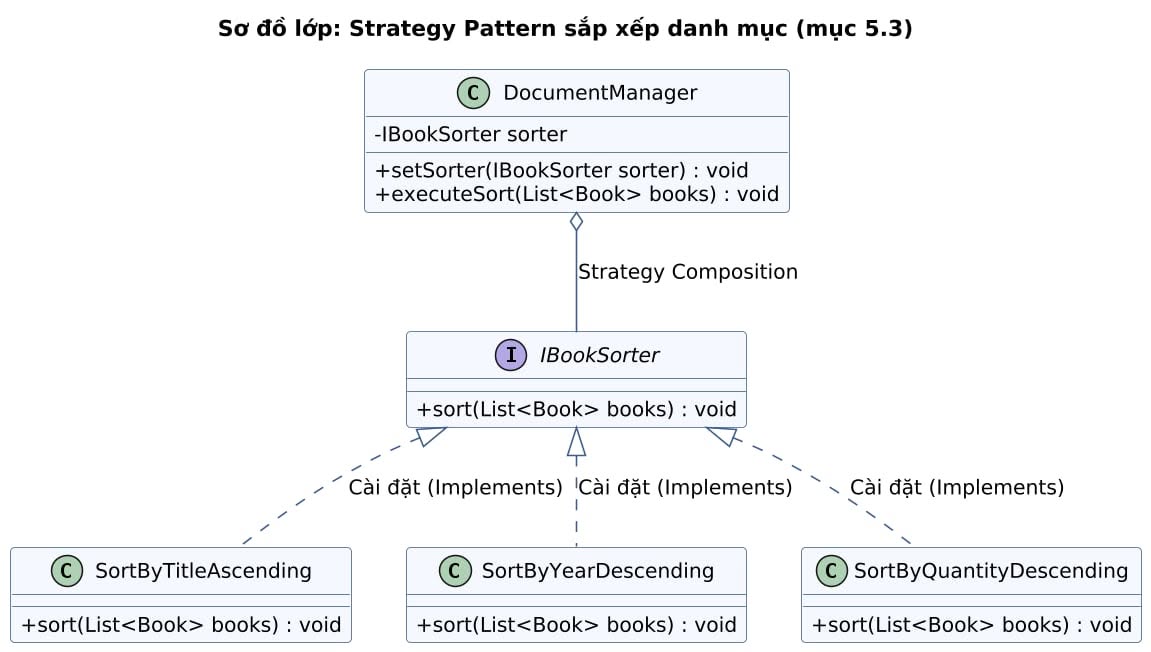 Sơ đồ lớp: Strategy Pattern sắp xếp danh mục (mục 5.3)
C DocumentManager
-IBookSorter sorter
+setSorter(IBookSorter sorter) : void
+executeSort(List<Book> books) : void
Strategy Composition
I IBookSorter
+sort(List<Book> books) : void
Cài đặt (Implements)
Cài đặt (Implements)
Cài đặt (Implements)
C SortByTitleAscending
+sort(List<Book> books) : void
C SortByYearDescending
+sort(List<Book> books) : void
C SortByQuantityDescending
+sort(List<Book> books) : void